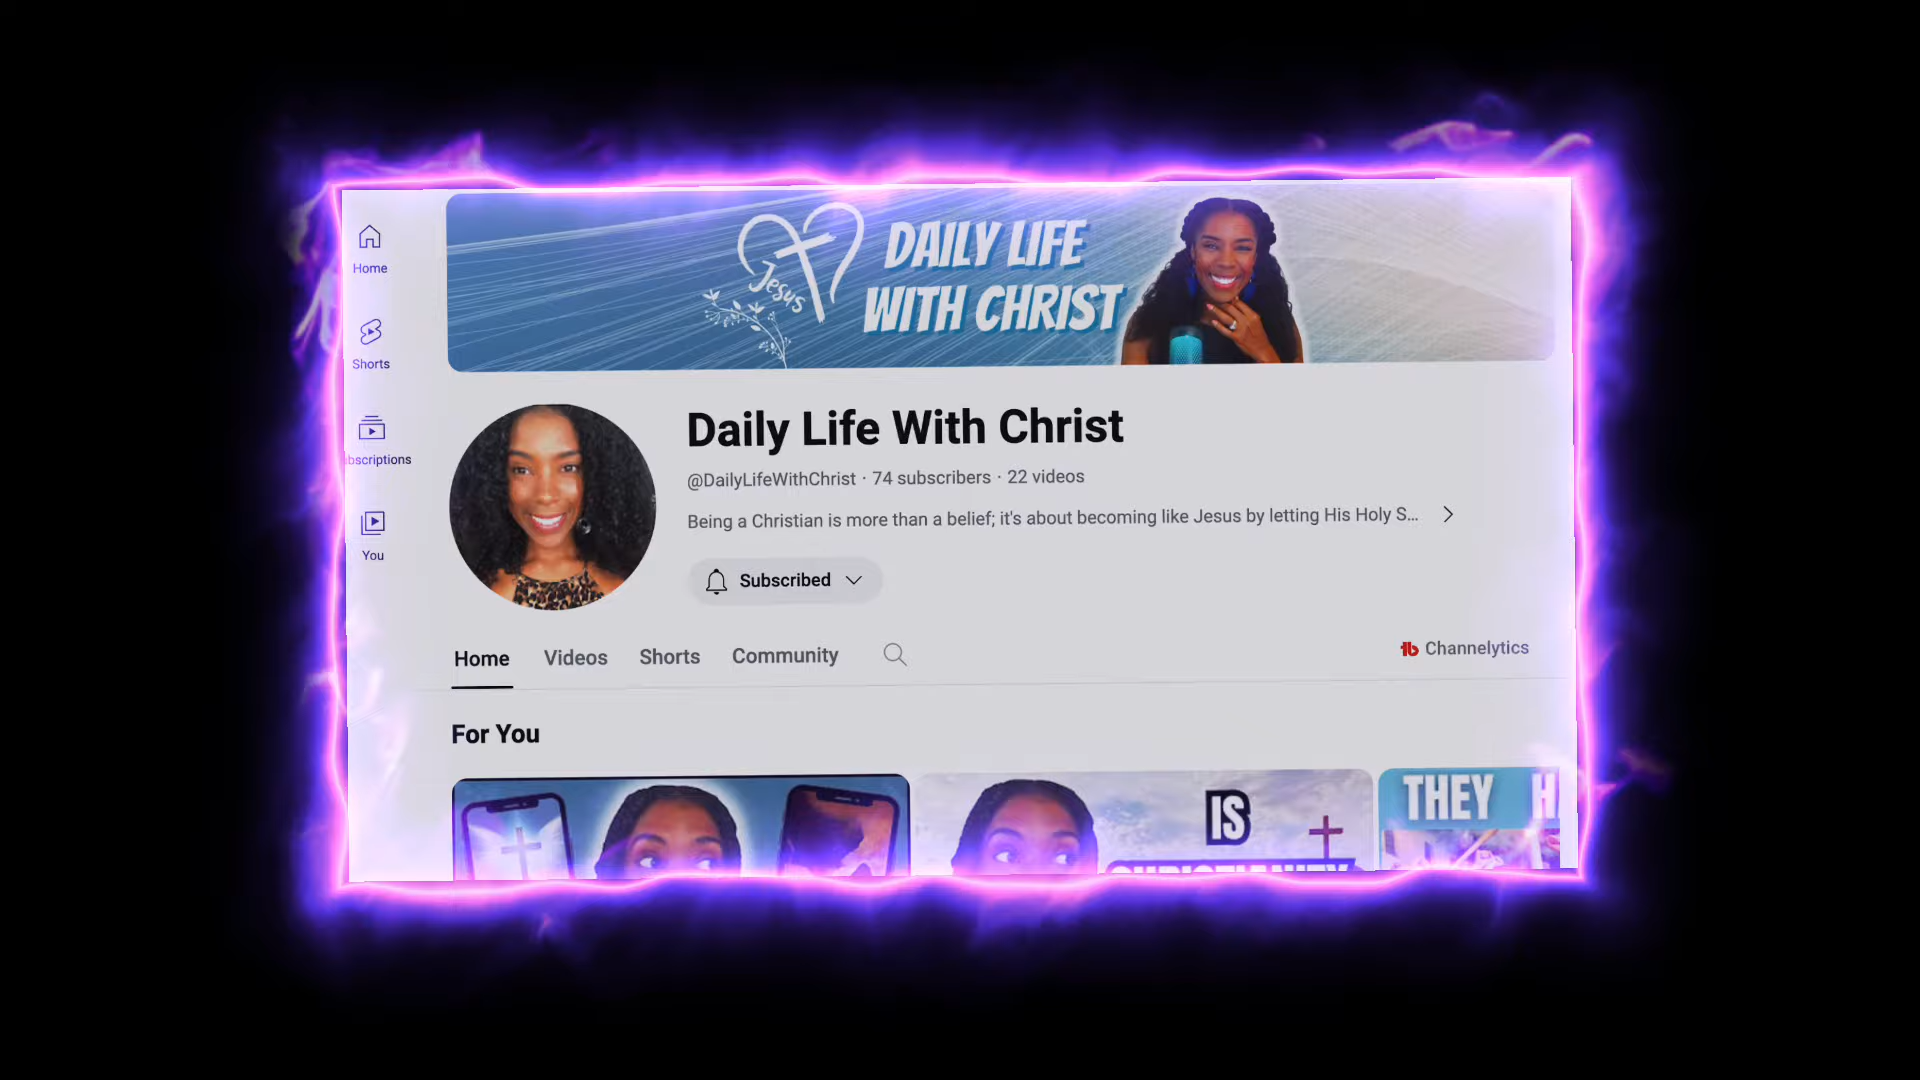 Home
Shorts
bscriptions
You
Jesus
DAILY LIFE
WITH CHRIST
Daily Life With Christ
@DailyLifeWithChrist · 74 subscribers · 22 videos
Being a Christian is more than a belief; it's about becoming like Jesus by letting His Holy S...
Subscribed
Home Videos Shorts Community
Channelytics
For You
IS
CHRISTIANITY
THEY H